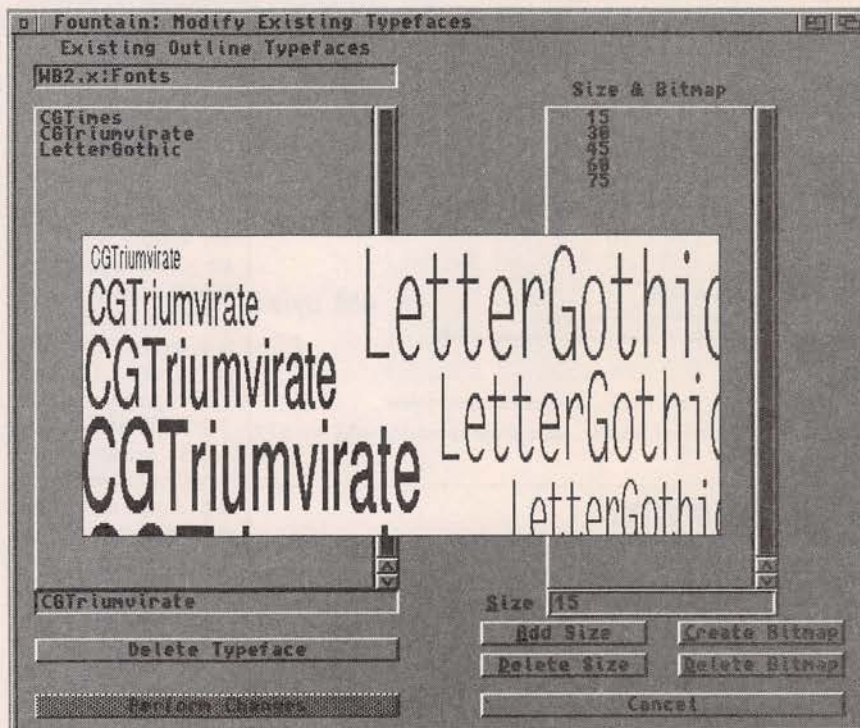 Fountain: Modify Existing Typefaces
Existing Outline Typefaces
WB2.x:Fonts
CGTimes
CGTriumvirate
LetterGothic
Size & Bitmap
15
30
45
60
75
CGTriumvirate
CGTriumvirate
CGTriumvirate
CGTriumvirate
LetterGothic
LetterGothic
LetterGothic
CGTriumvirate
Size 15
Delete Typeface
Add Size
Create Bitmap
Delete Size
Delete Bitmap
Perform Changes
Cancel